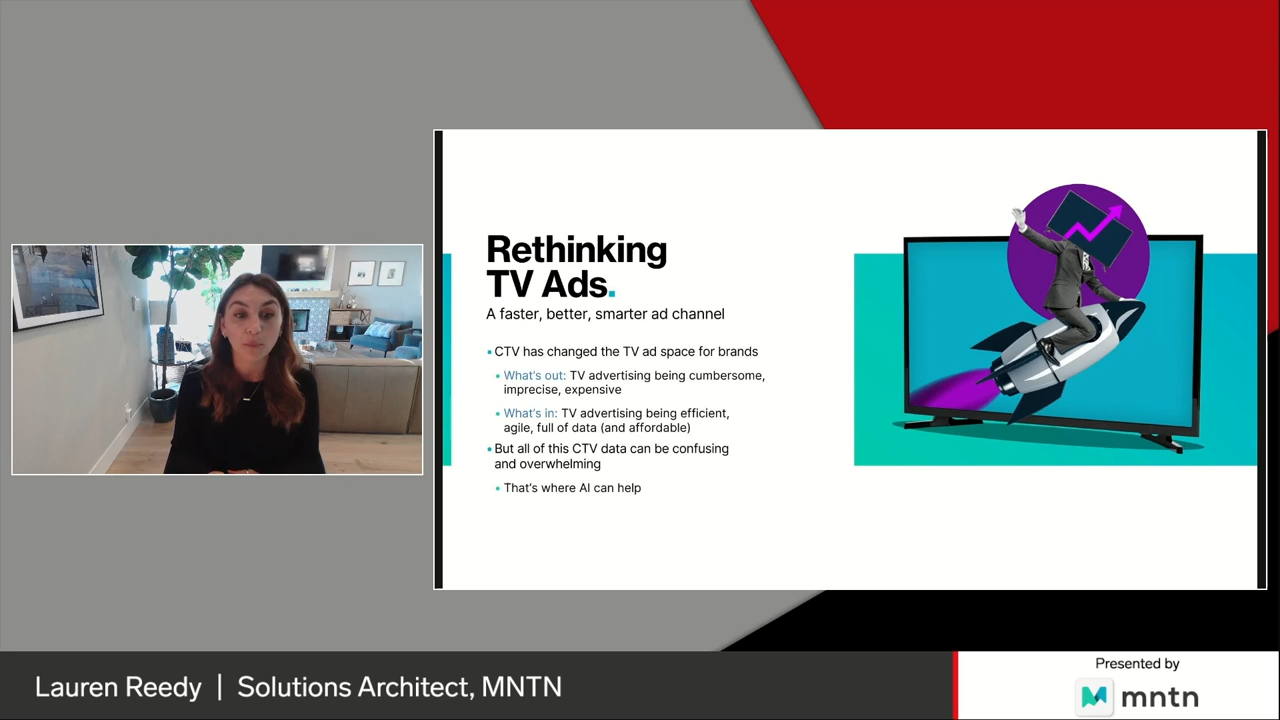 Rethinking
TV Ads.
A faster, better, smarter ad channel
• CTV has changed the TV ad space for brands
• What's out: TV advertising being cumbersome,
imprecise, expensive
• What's in: TV advertising being efficient,
agile, full of data (and affordable)
• But all of this CTV data can be confusing
and overwhelming
• That's where AI can help
Lauren Reedy | Solutions Architect, MNTN
Presented by
mntn